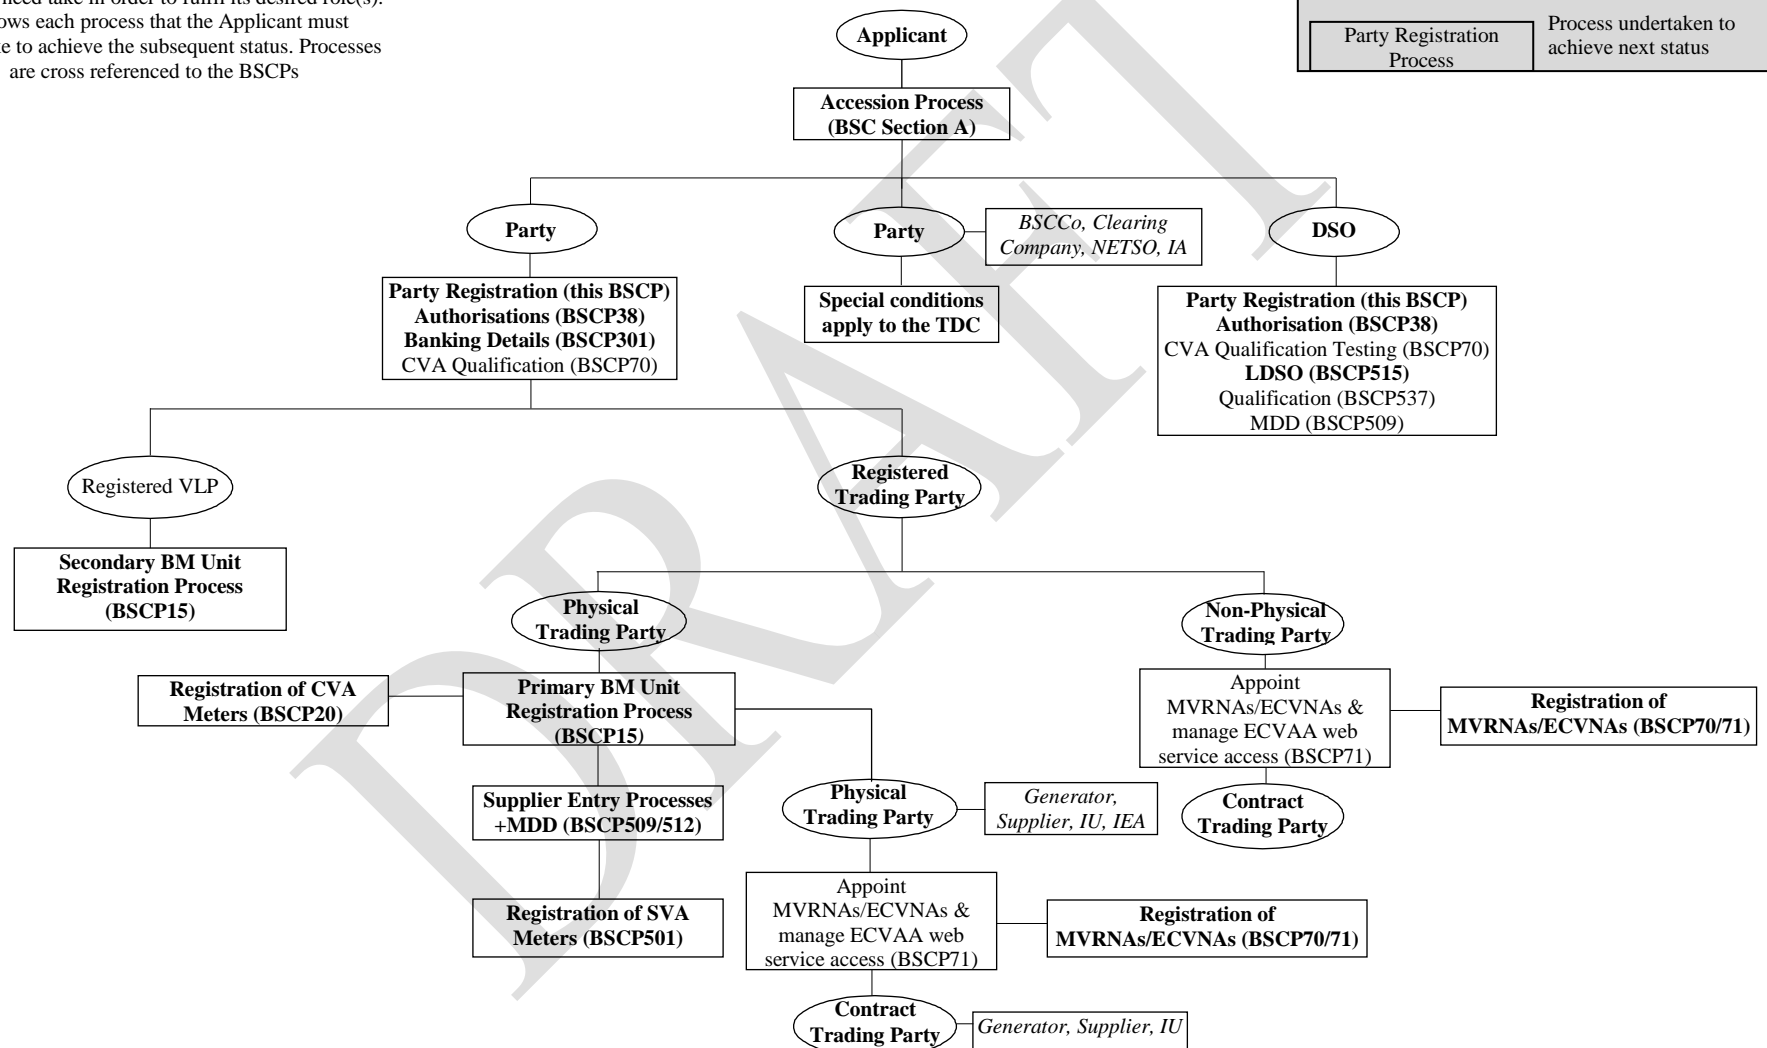 need take in order to fulfil its desired role(s).
ows each process that the Applicant must
to achieve the subsequent status. Processes
are cross referenced to the BSCPs
Party Registration
Process
Process undertaken to
achieve next status
Applicant
Accession Process
(BSC Section A)
Party
Party
BSCCo, Clearing
Company, NETSO, IA
DSO
Party Registration (this BSCP)
Authorisations (BSCP38)
Banking Details (BSCP301)
CVA Qualification (BSCP70)
Special conditions
apply to the TDC
Party Registration (this BSCP)
Authorisation (BSCP38)
CVA Qualification Testing (BSCP70)
LDSO (BSCP515)
Qualification (BSCP537)
MDD (BSCP509)
Registered VLP
Registered
Trading Party
Secondary BM Unit
Registration Process
(BSCP15)
Physical
Trading Party
Non-Physical
Trading Party
Registration of CVA
Meters (BSCP20)
Primary BM Unit
Registration Process
(BSCP15)
Appoint
MVRNAs/ECVNAs &
manage ECVAA web
service access (BSCP71)
Registration of
MVRNAs/ECVNAs (BSCP70/71)
Supplier Entry Processes
+MDD (BSCP509/512)
Physical
Trading Party
Generator,
Supplier, IU, IEA
Contract
Trading Party
Registration of SVA
Meters (BSCP501)
Appoint
MVRNAs/ECVNAs &
manage ECVAA web
service access (BSCP71)
Registration of
MVRNAs/ECVNAs (BSCP70/71)
Contract
Trading Party
Generator, Supplier, IU
DRAFT